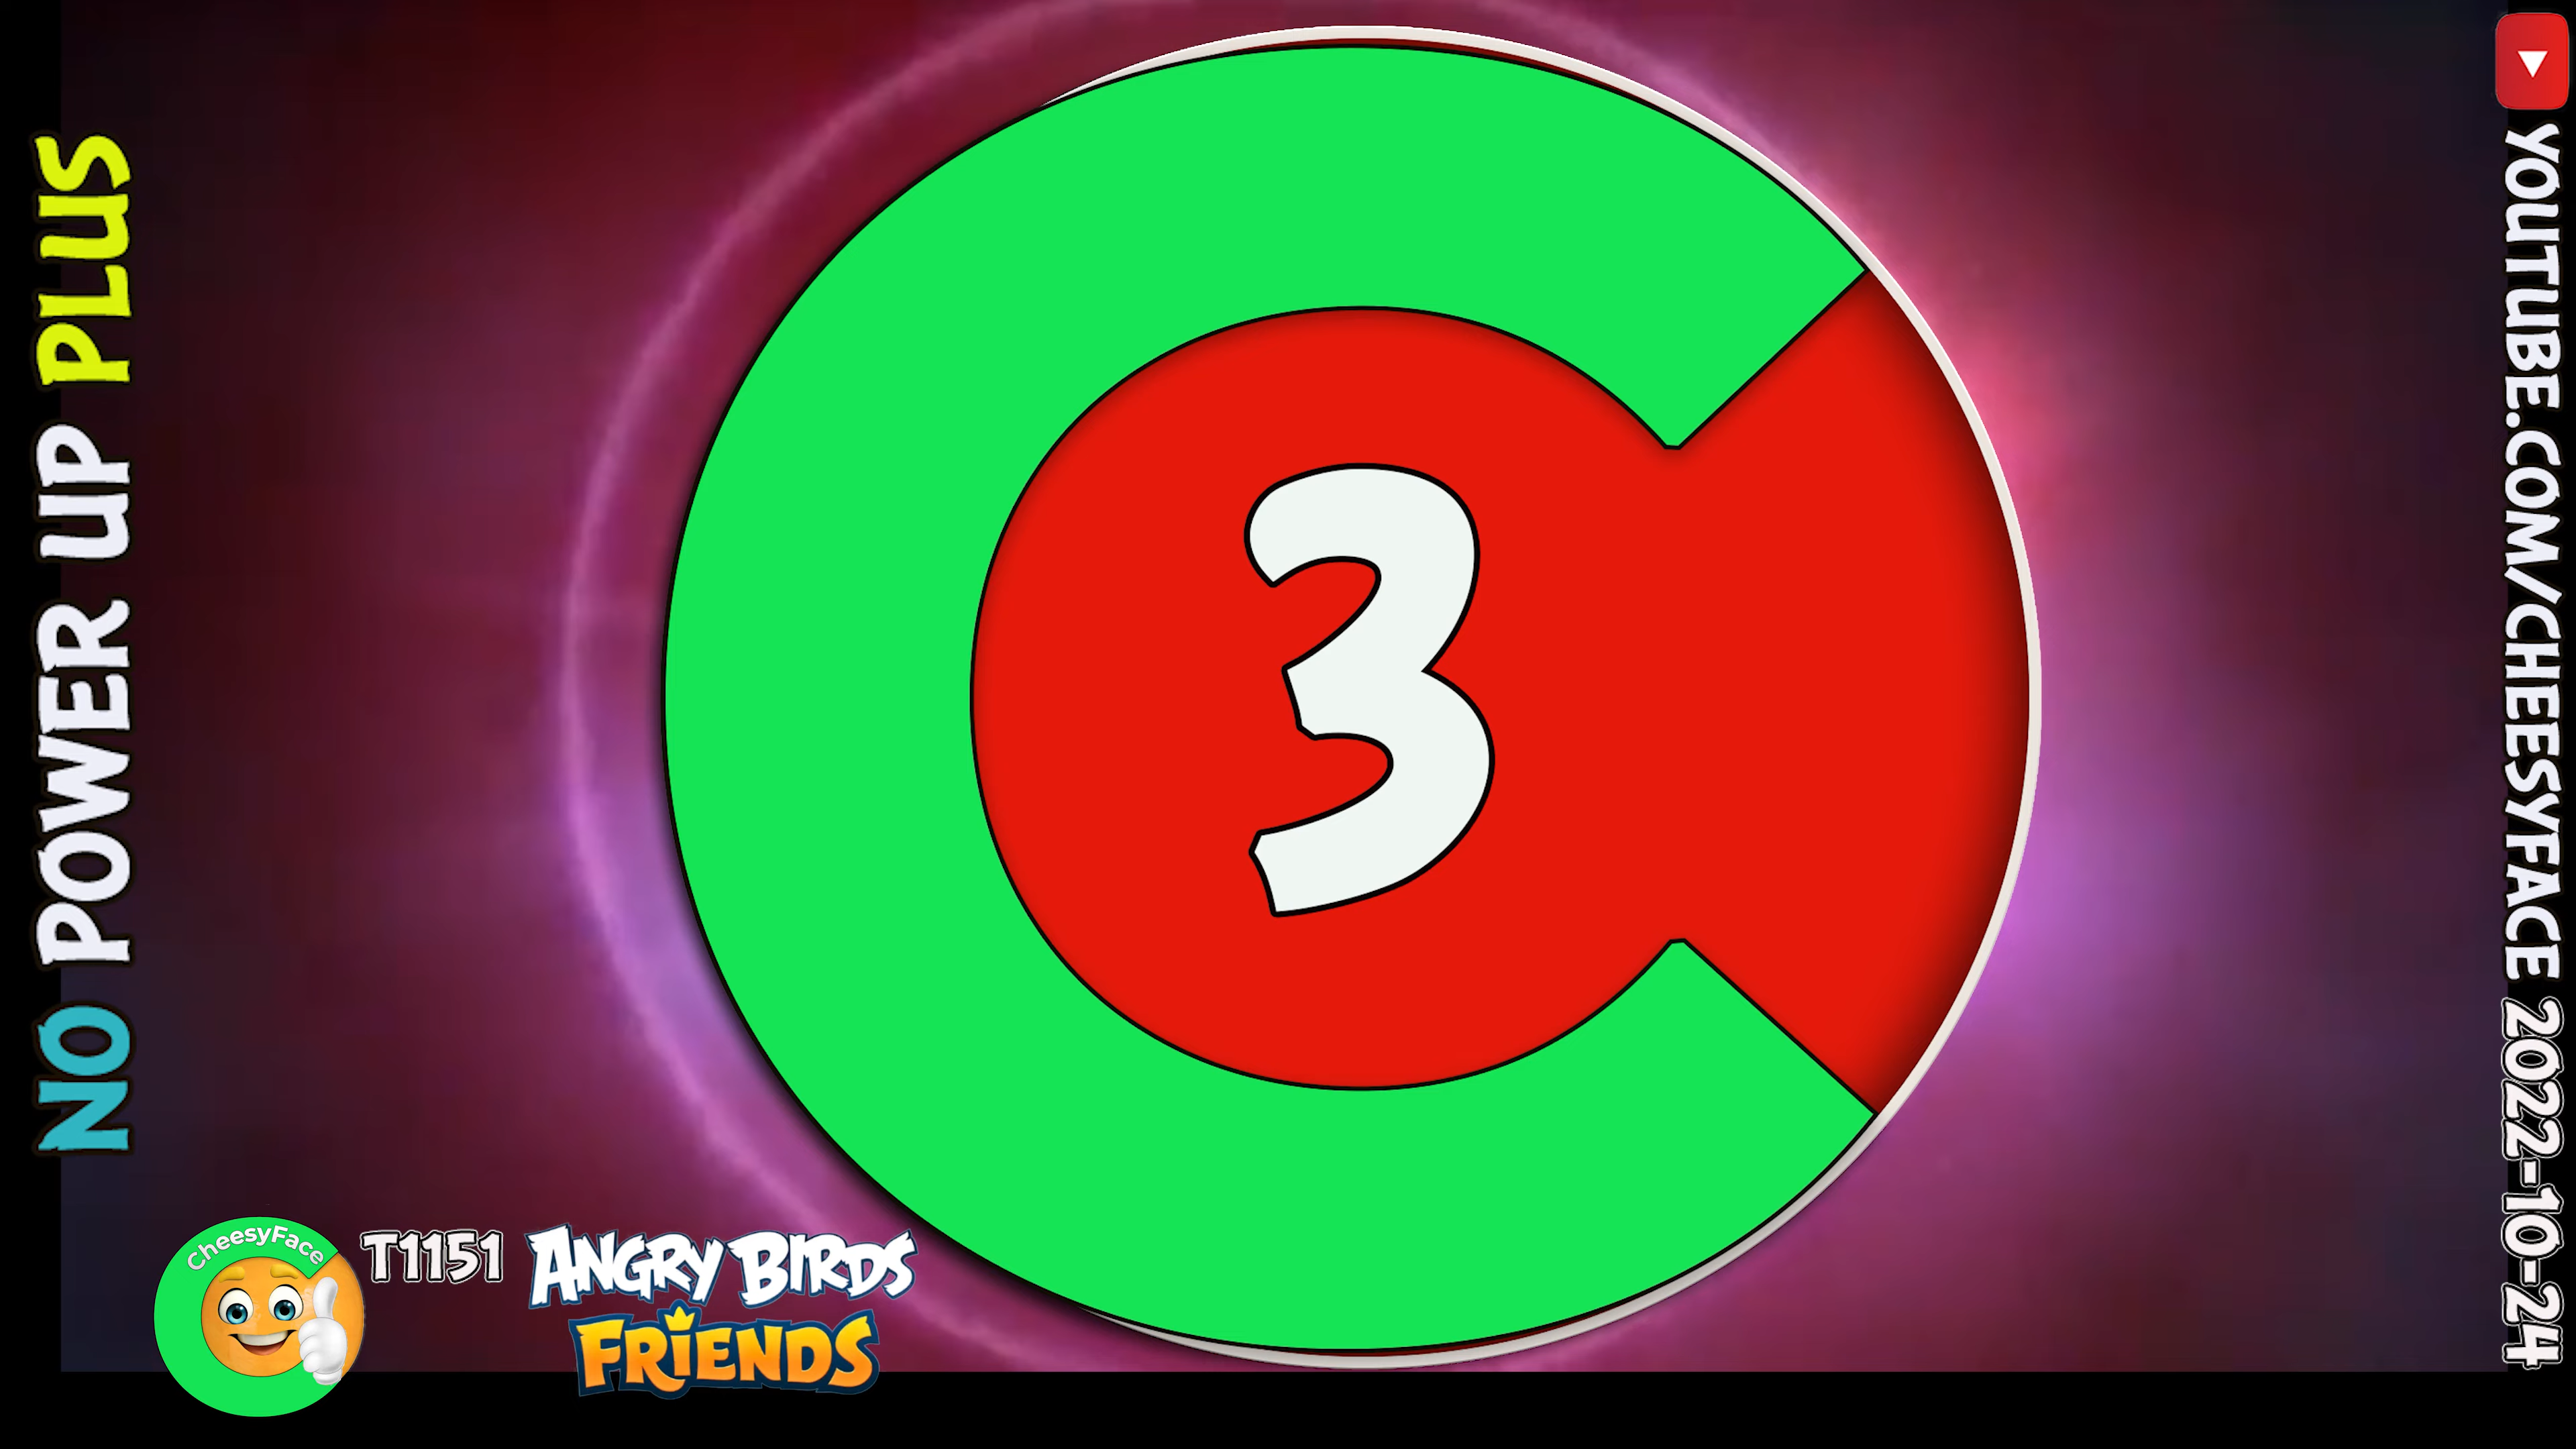 NO POWER UP PLUS
3
CheesyFace
T1151
ANGRY BIRDS
FRIENDS
YOUTUBE.COM/CHEESYFACE 2022-10-24